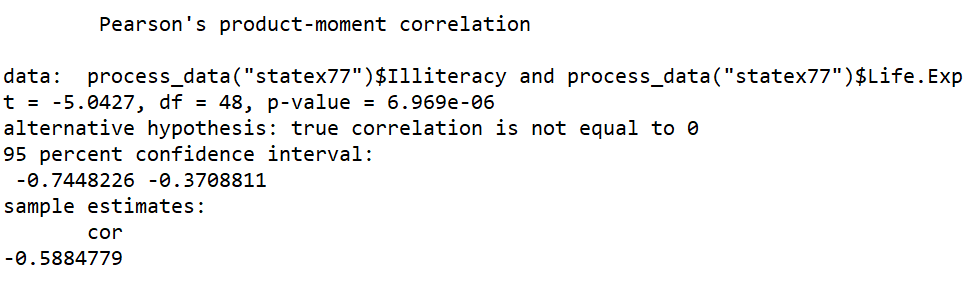 Pearson's product-moment correlation
data:  process_data("statex77")$Illiteracy and process_data("statex77")$Life.Exp
t = -5.0427, df = 48, p-value = 6.969e-06
alternative hypothesis: true correlation is not equal to 0
95 percent confidence interval:
-0.7448226 -0.3708811
sample estimates:
cor
-0.5884779